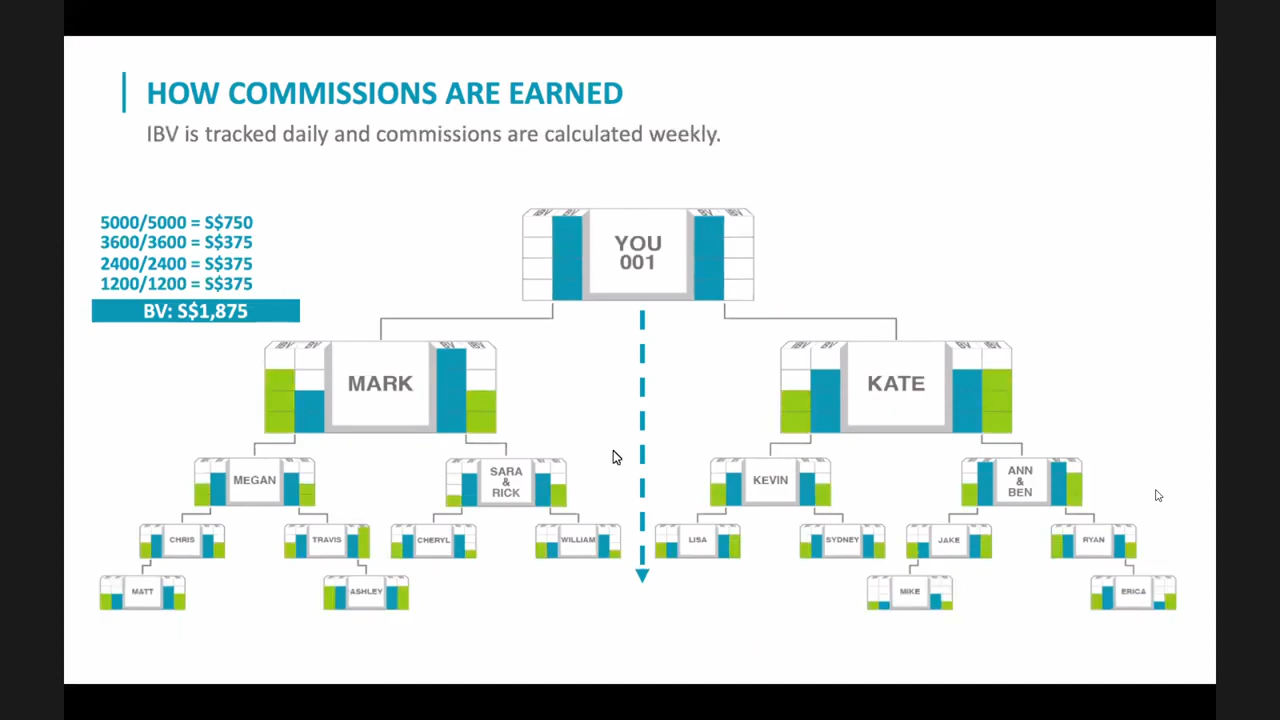 HOW COMMISSIONS ARE EARNED
IBV is tracked daily and commissions are calculated weekly.
5000/5000 = S$750
3600/3600 = S$375
2400/2400 = S$375
1200/1200 = S$375
BV: S$1,875
YOU
001
MARK
KATE
MEGAN
SARA
&
RICK
KEVIN
ANN
&
BEN
CHRIS
TRAVIS
CHERYL
WILLIAM
LISA
SYDNEY
JAKE
RYAN
MATT
ASHLEY
MIKE
ERICA